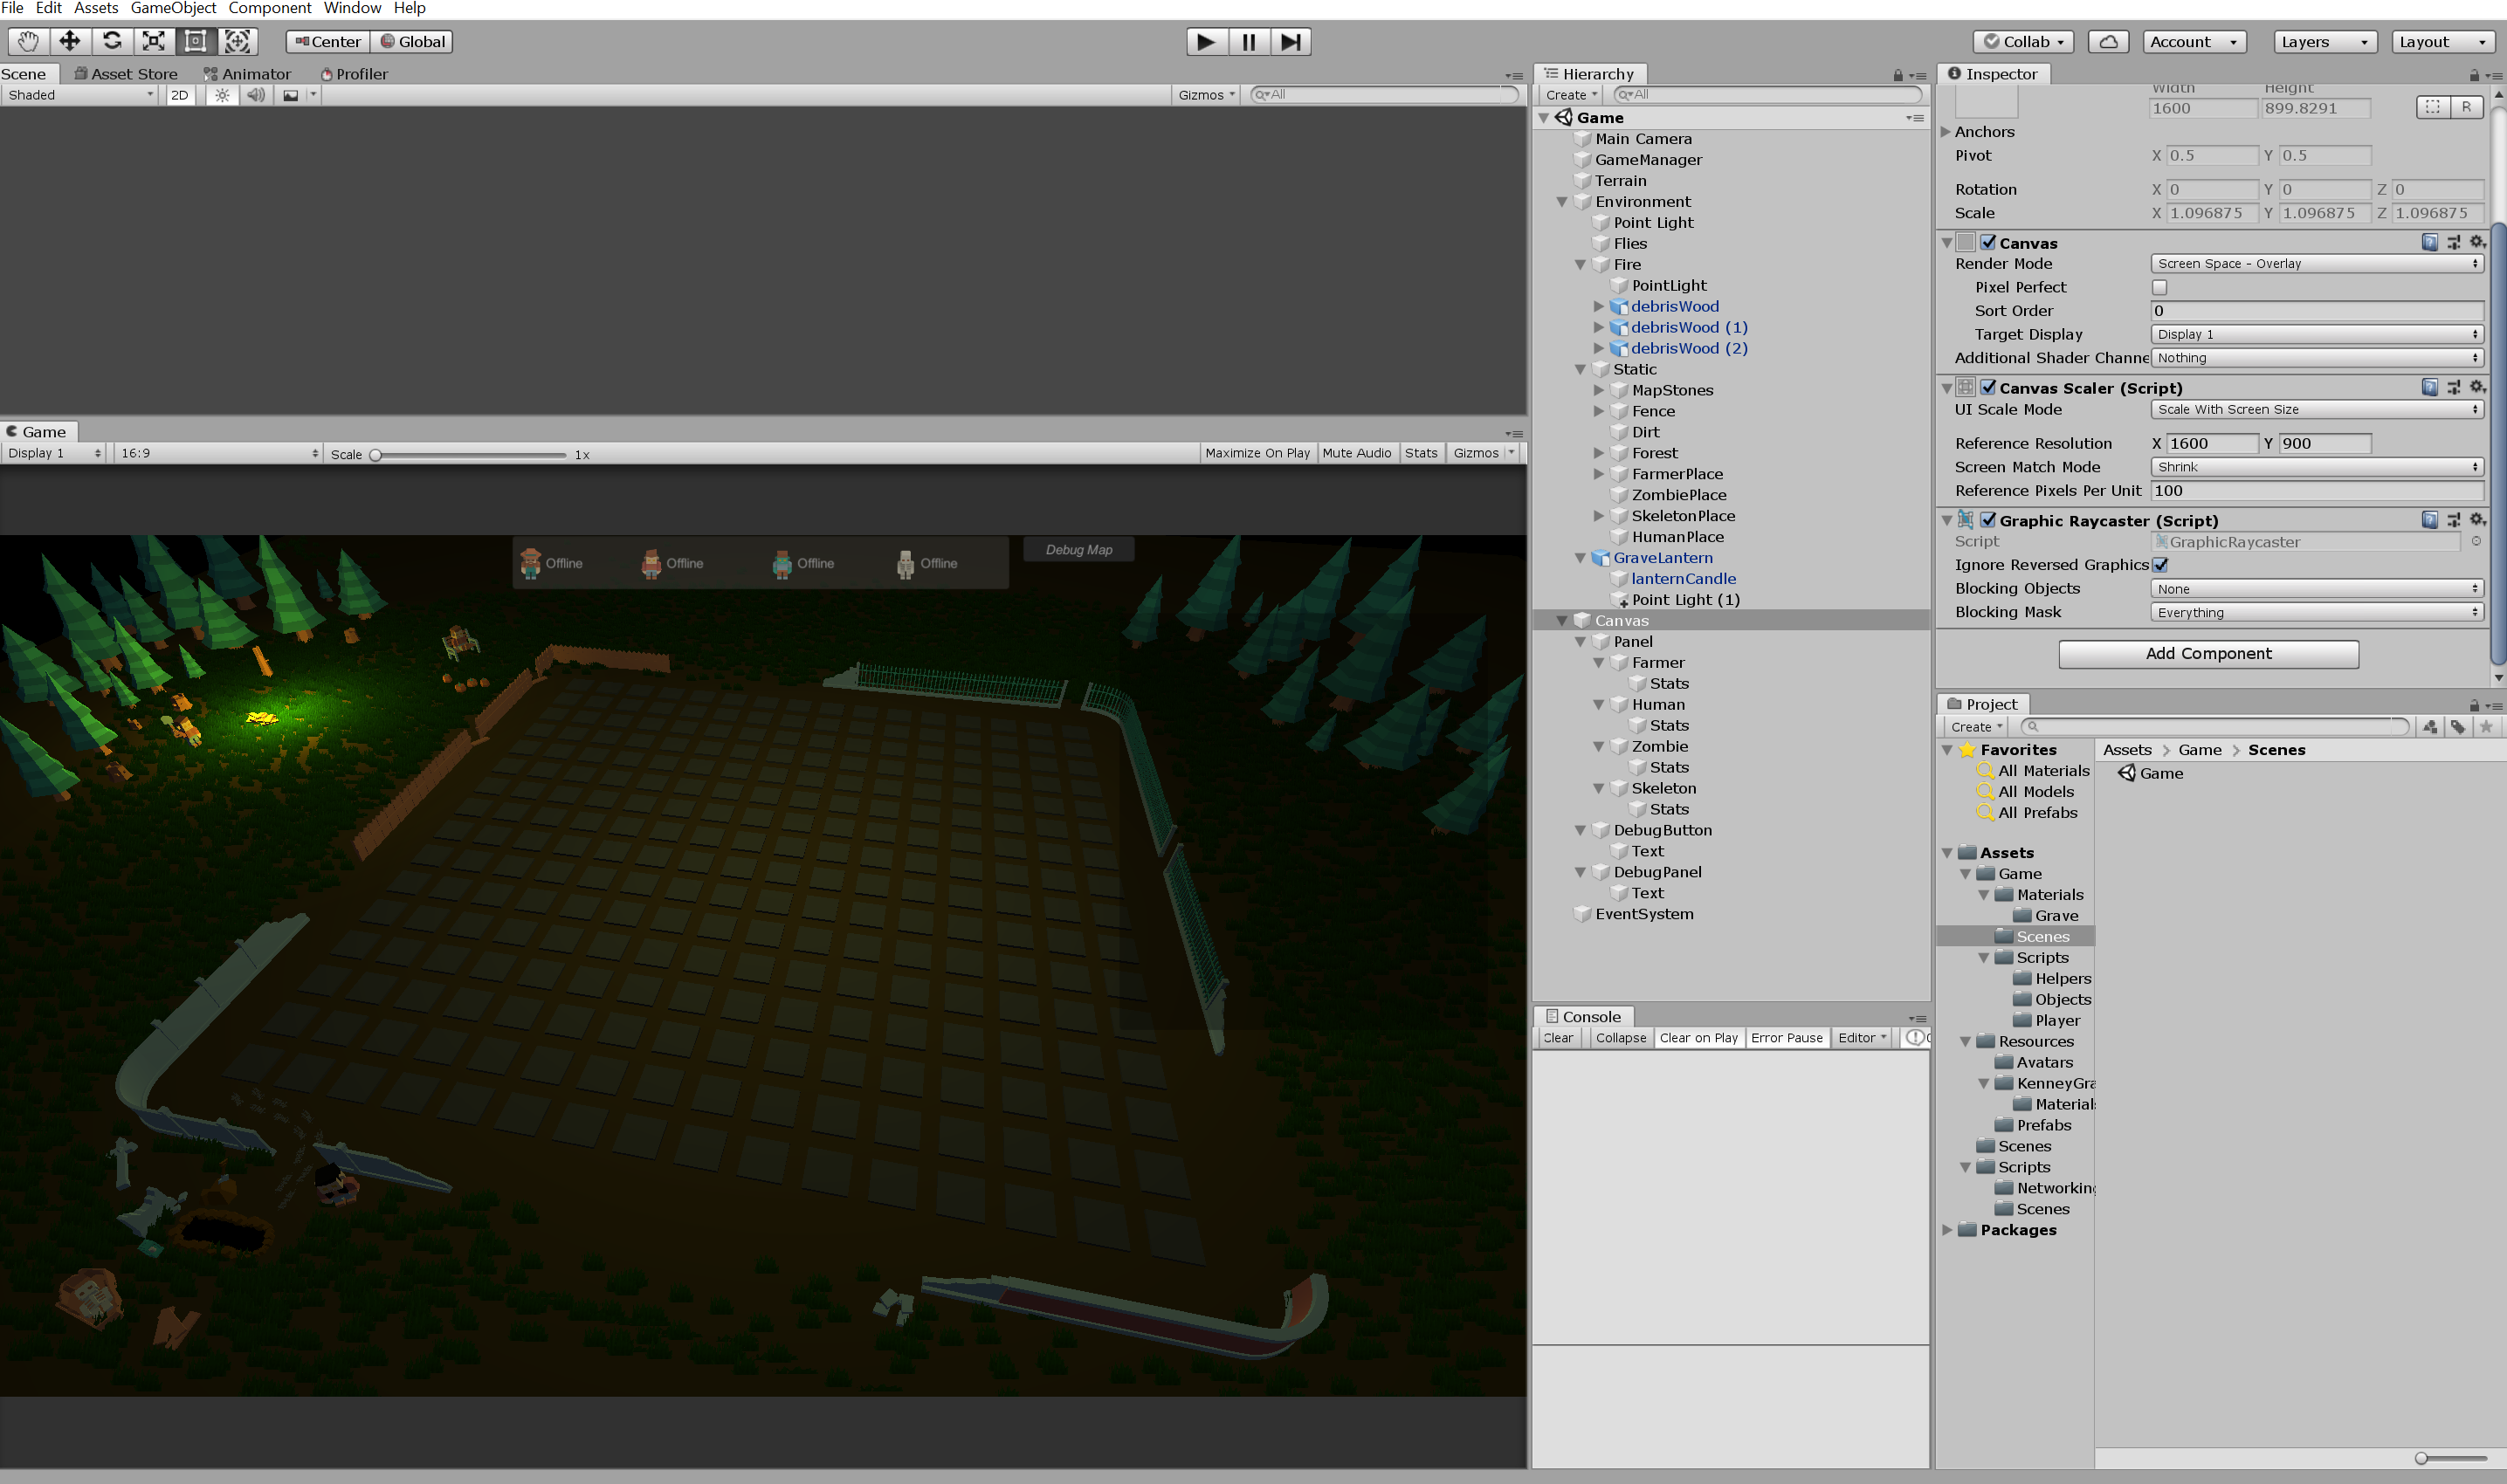 File Edit Assets GameObject Component Window Help
Center Global
Collab Account Layers Layout
Scene Asset Store Animator Profiler
Shaded 2D Gizmos All
Game
Display 1 16:9 Scale 1x Maximize On Play Mute Audio Stats Gizmos
Offline Offline Offline Offline Debug Map
Hierarchy
Create All
Game
Main Camera
GameManager
Terrain
Environment
Point Light
Flies
Fire
PointLight
debrisWood
debrisWood (1)
debrisWood (2)
Static
MapStones
Fence
Dirt
Forest
FarmerPlace
ZombiePlace
SkeletonPlace
HumanPlace
GraveLantern
lanternCandle
Point Light (1)
Canvas
Panel
Farmer
Stats
Human
Stats
Zombie
Stats
Skeleton
Stats
DebugButton
Text
DebugPanel
Text
EventSystem
Console
Clear Collapse Clear on Play Error Pause Editor
Inspector
Width Height
1600 899.8291 R
Anchors
Pivot X 0.5 Y 0.5
Rotation X 0 Y 0 Z 0
Scale X 1.096875 Y 1.096875 Z 1.096875
Canvas
Render Mode Screen Space - Overlay
Pixel Perfect
Sort Order 0
Target Display Display 1
Additional Shader Channe Nothing
Canvas Scaler (Script)
UI Scale Mode Scale With Screen Size
Reference Resolution X 1600 Y 900
Screen Match Mode Shrink
Reference Pixels Per Unit 100
Graphic Raycaster (Script)
Script GraphicRaycaster
Ignore Reversed Graphics
Blocking Objects None
Blocking Mask Everything
Add Component
Project
Create
Favorites
All Materials
All Models
All Prefabs
Assets
Game
Materials
Grave
Scenes
Scripts
Helpers
Objects
Player
Resources
Avatars
KenneyGra
Material
Prefabs
Scenes
Scripts
Networking
Scenes
Packages
Assets > Game > Scenes
Game